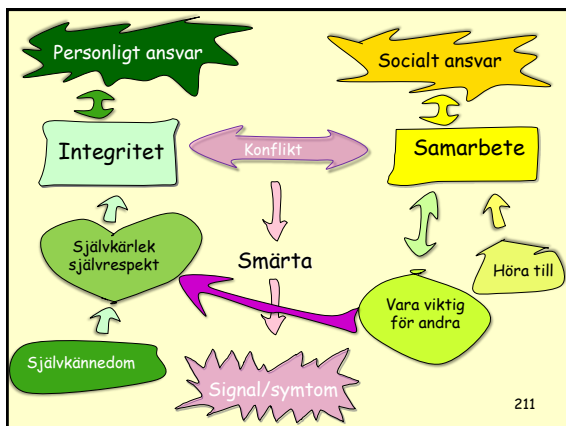 Personligt ansvar
Socialt ansvar
Integritet
Konflikt
Samarbete
Självkärlek
självrespekt
Smärta
Höra till
Vara viktig
för andra
Självkännedom
Signal/symtom
211